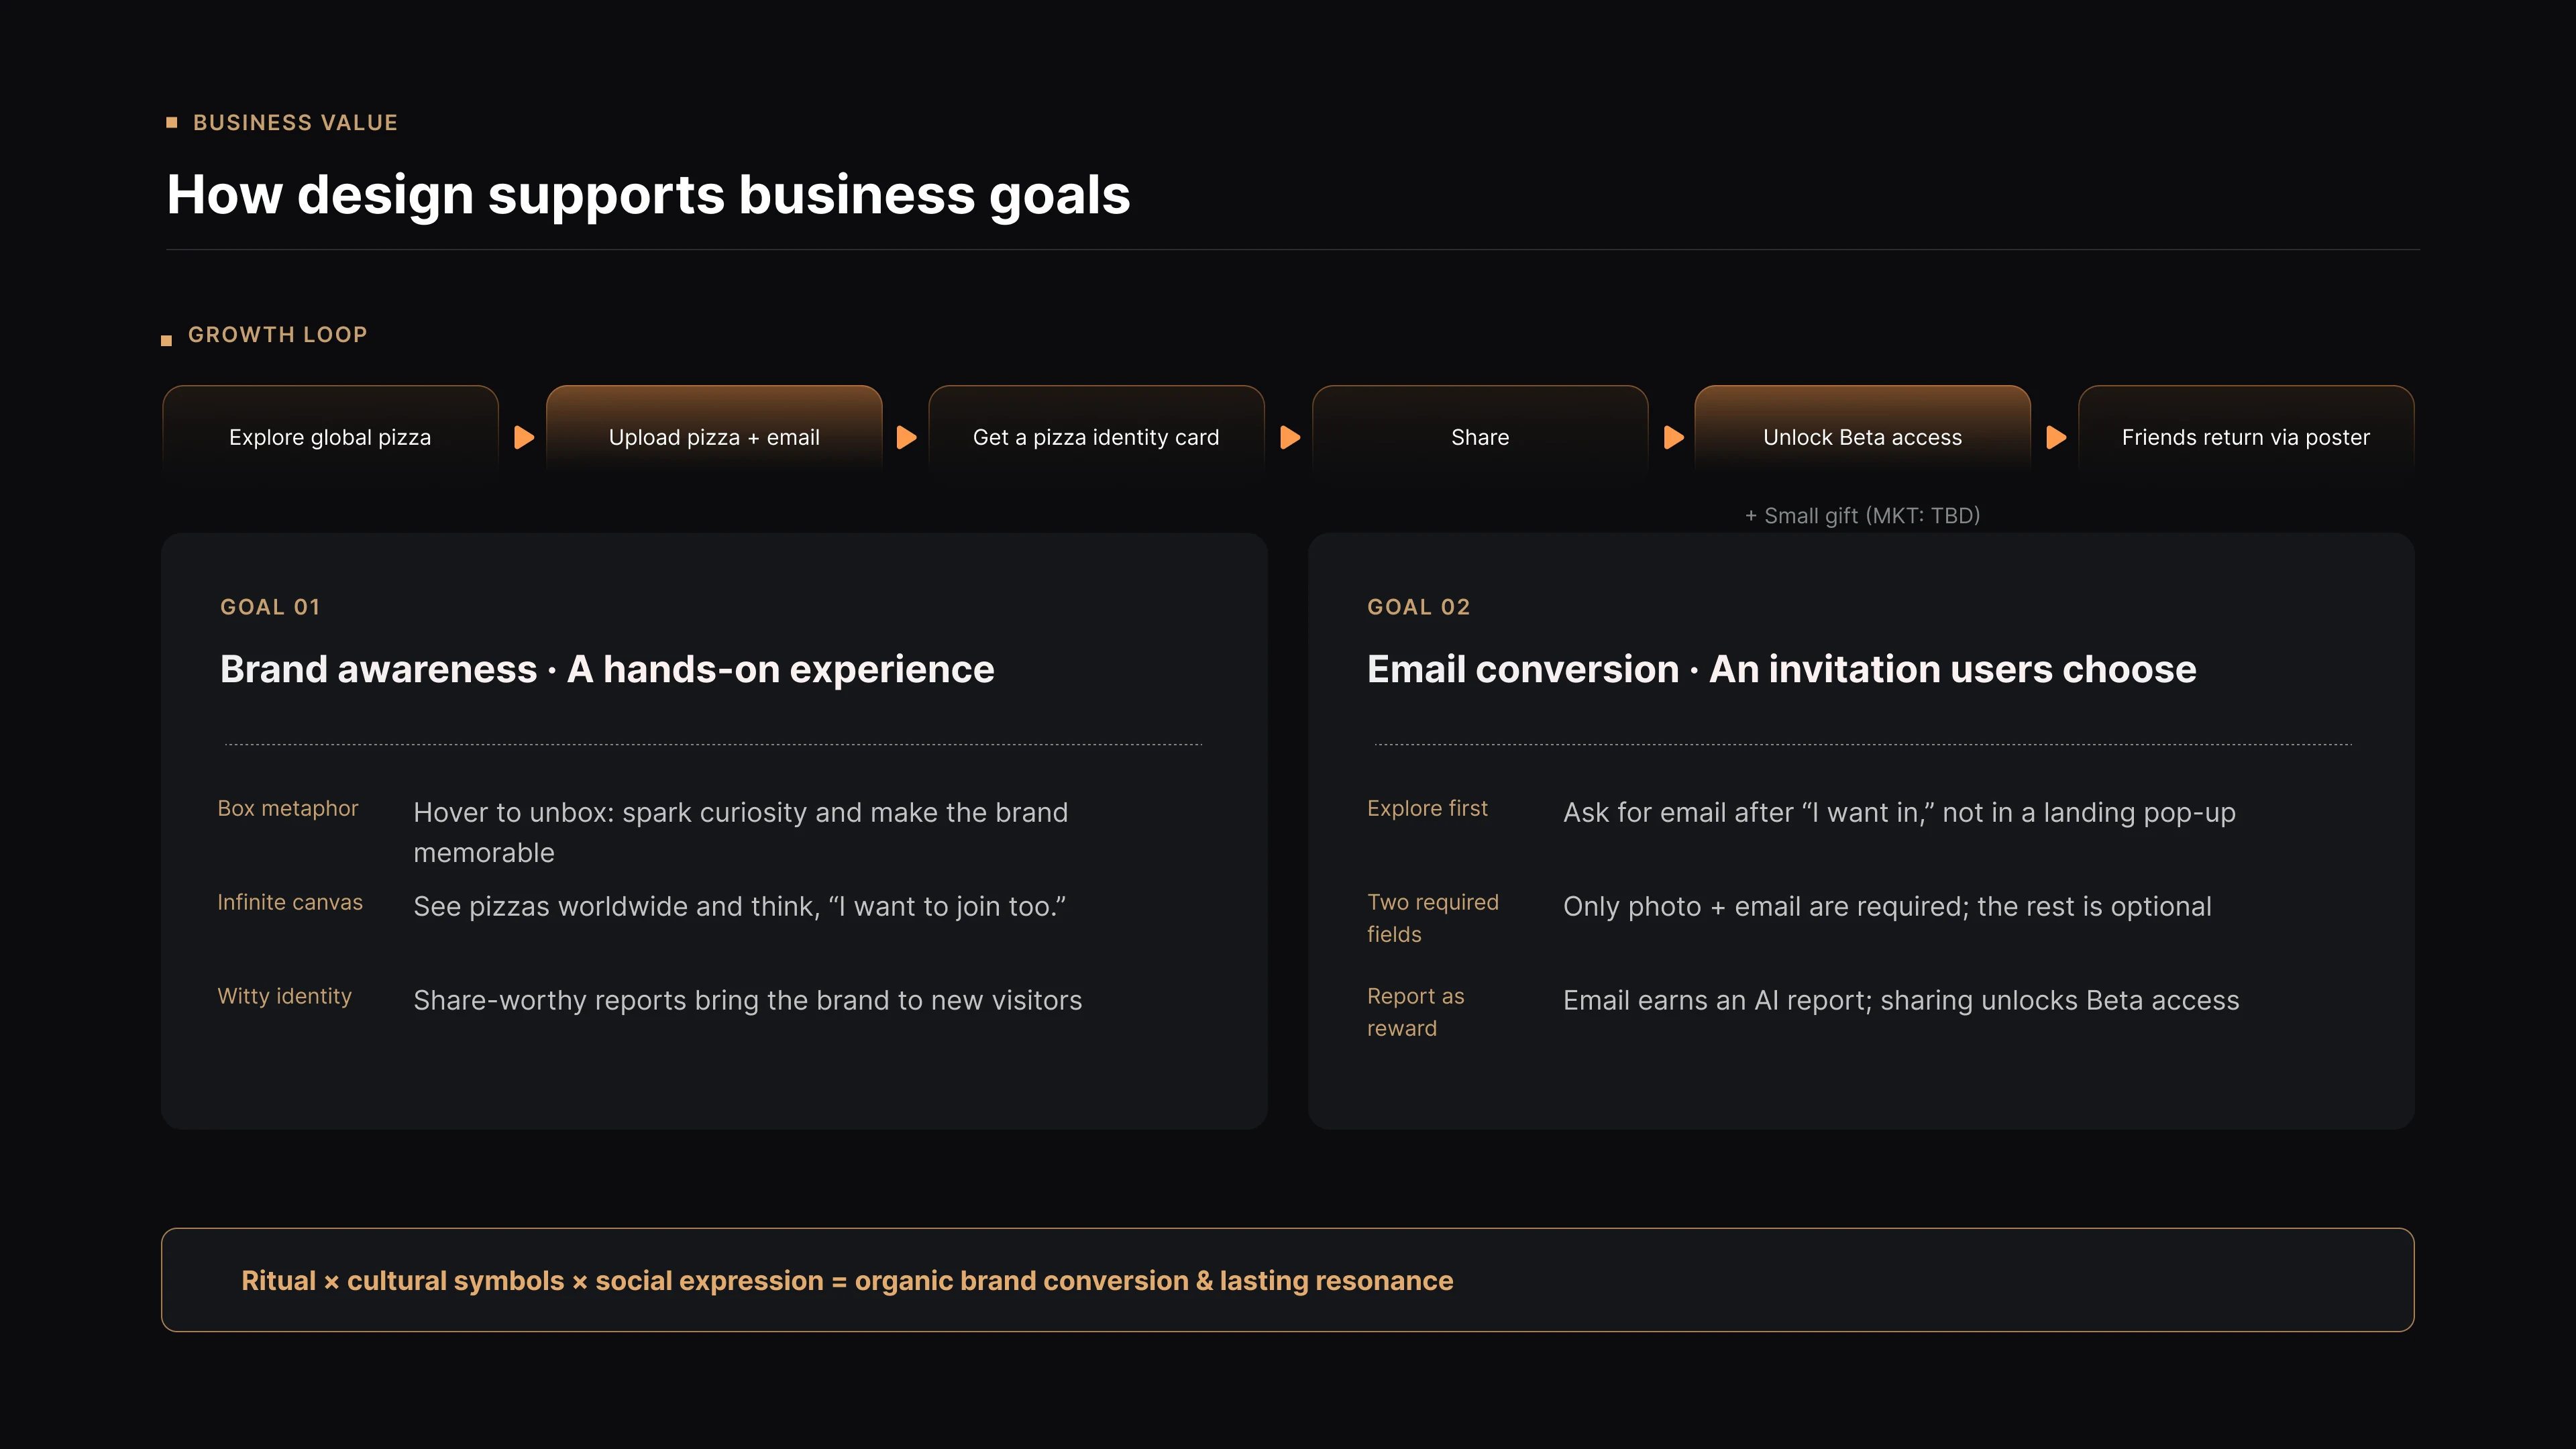 BUSINESS VALUE
How design supports business goals
GROWTH LOOP
Explore global pizza
Upload pizza + email
Get a pizza identity card
Share
Unlock Beta access
Friends return via poster
+ Small gift (MKT: TBD)
GOAL 01
Brand awareness · A hands-on experience
Box metaphor
Hover to unbox: spark curiosity and make the brand
memorable
Infinite canvas
See pizzas worldwide and think, “I want to join too.”
Witty identity
Share-worthy reports bring the brand to new visitors
GOAL 02
Email conversion · An invitation users choose
Explore first
Ask for email after “I want in,” not in a landing pop-up
Two required
fields
Only photo + email are required; the rest is optional
Report as
reward
Email earns an AI report; sharing unlocks Beta access
Ritual × cultural symbols × social expression = organic brand conversion & lasting resonance